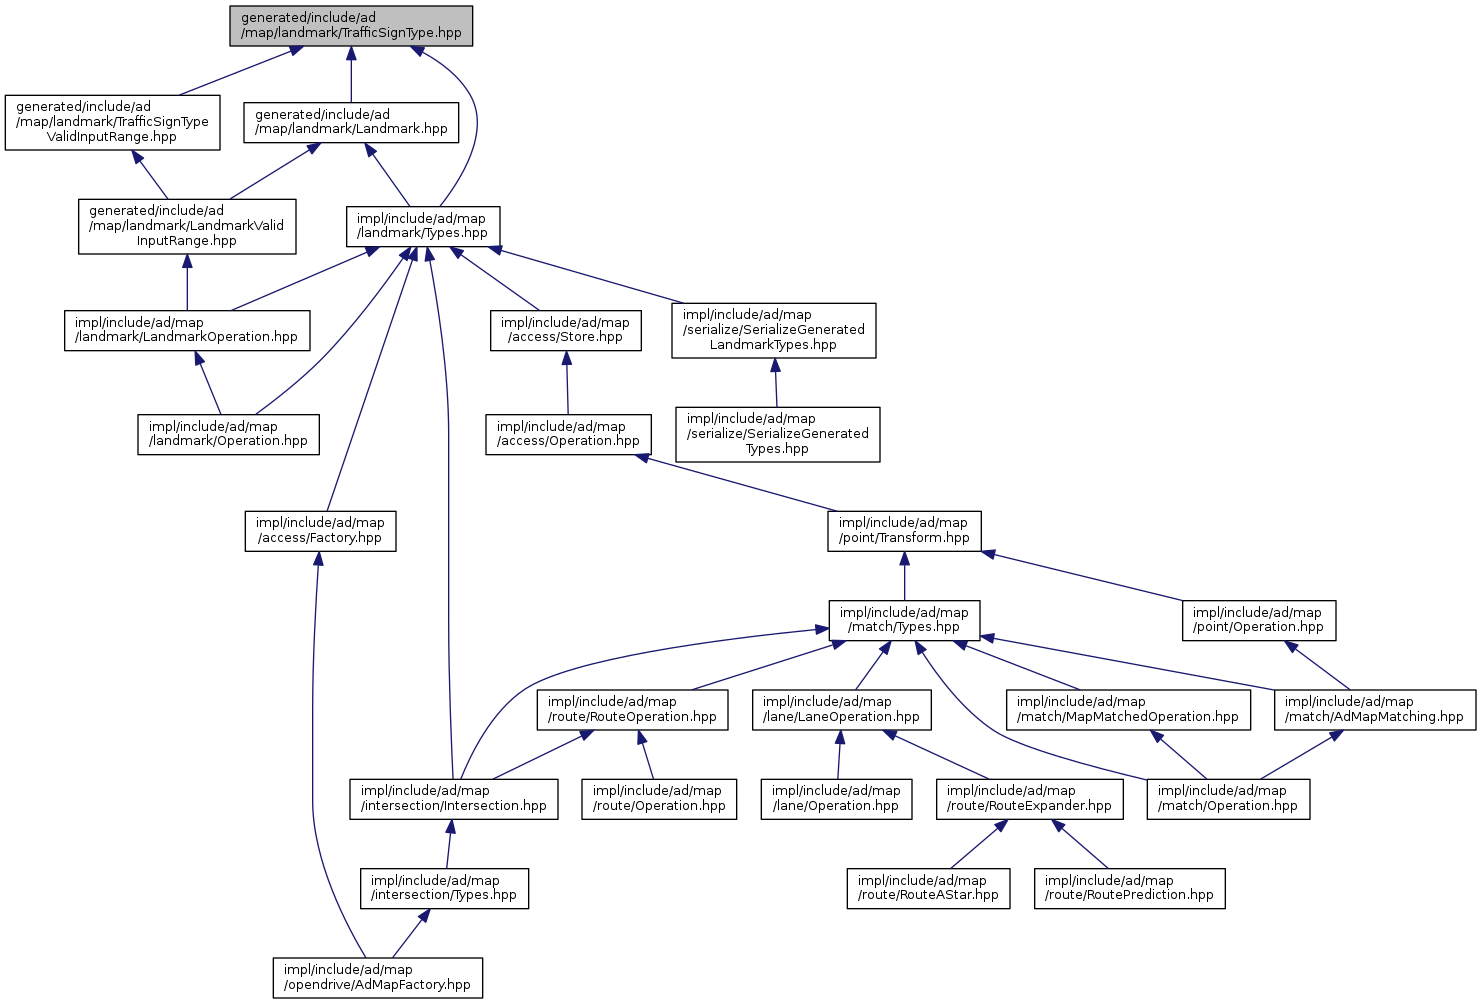 generated/include/ad
/map/landmark/TrafficSignType.hpp
generated/include/ad
/map/landmark/TrafficSignType
ValidInputRange.hpp
generated/include/ad
/map/landmark/Landmark.hpp
generated/include/ad
/map/landmark/LandmarkValid
InputRange.hpp
impl/include/ad/map
/landmark/Types.hpp
impl/include/ad/map
/landmark/LandmarkOperation.hpp
impl/include/ad/map
/access/Store.hpp
impl/include/ad/map
/serialize/SerializeGenerated
LandmarkTypes.hpp
impl/include/ad/map
/landmark/Operation.hpp
impl/include/ad/map
/access/Operation.hpp
impl/include/ad/map
/serialize/SerializeGenerated
Types.hpp
impl/include/ad/map
/access/Factory.hpp
impl/include/ad/map
/point/Transform.hpp
impl/include/ad/map
/match/Types.hpp
impl/include/ad/map
/point/Operation.hpp
impl/include/ad/map
/route/RouteOperation.hpp
impl/include/ad/map
/lane/LaneOperation.hpp
impl/include/ad/map
/match/MapMatchedOperation.hpp
impl/include/ad/map
/match/AdMapMatching.hpp
impl/include/ad/map
/intersection/Intersection.hpp
impl/include/ad/map
/route/Operation.hpp
impl/include/ad/map
/lane/Operation.hpp
impl/include/ad/map
/route/RouteExpander.hpp
impl/include/ad/map
/match/Operation.hpp
impl/include/ad/map
/intersection/Types.hpp
impl/include/ad/map
/route/RouteAStar.hpp
impl/include/ad/map
/route/RoutePrediction.hpp
impl/include/ad/map
/opendrive/AdMapFactory.hpp